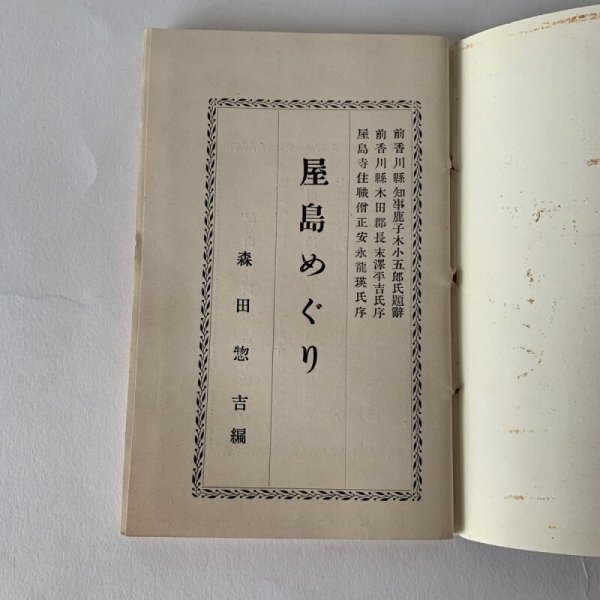 前香川縣知事鹿子木小五郎氏題辭
前香川縣木田郡長末澤平吉氏序
屋島寺住職僧正安永龍瑛氏序
屋島めぐり
森田惣吉編